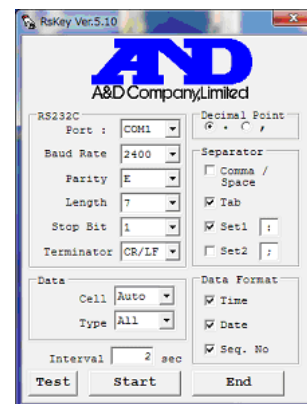 RsKey Ver.5.10
AND
A&D Company,Limited
RS232C
Port : COM1
Baud Rate 2400
Parity E
Length 7
Stop Bit 1
Terminator CR/LF
Decimal Point
. ,
Separator
Comma /
Space
Tab
Set1 :
Set2 ;
Data
Cell Auto
Type All
Interval 2 sec
Data Format
Time
Date
Seq. No
Test Start End